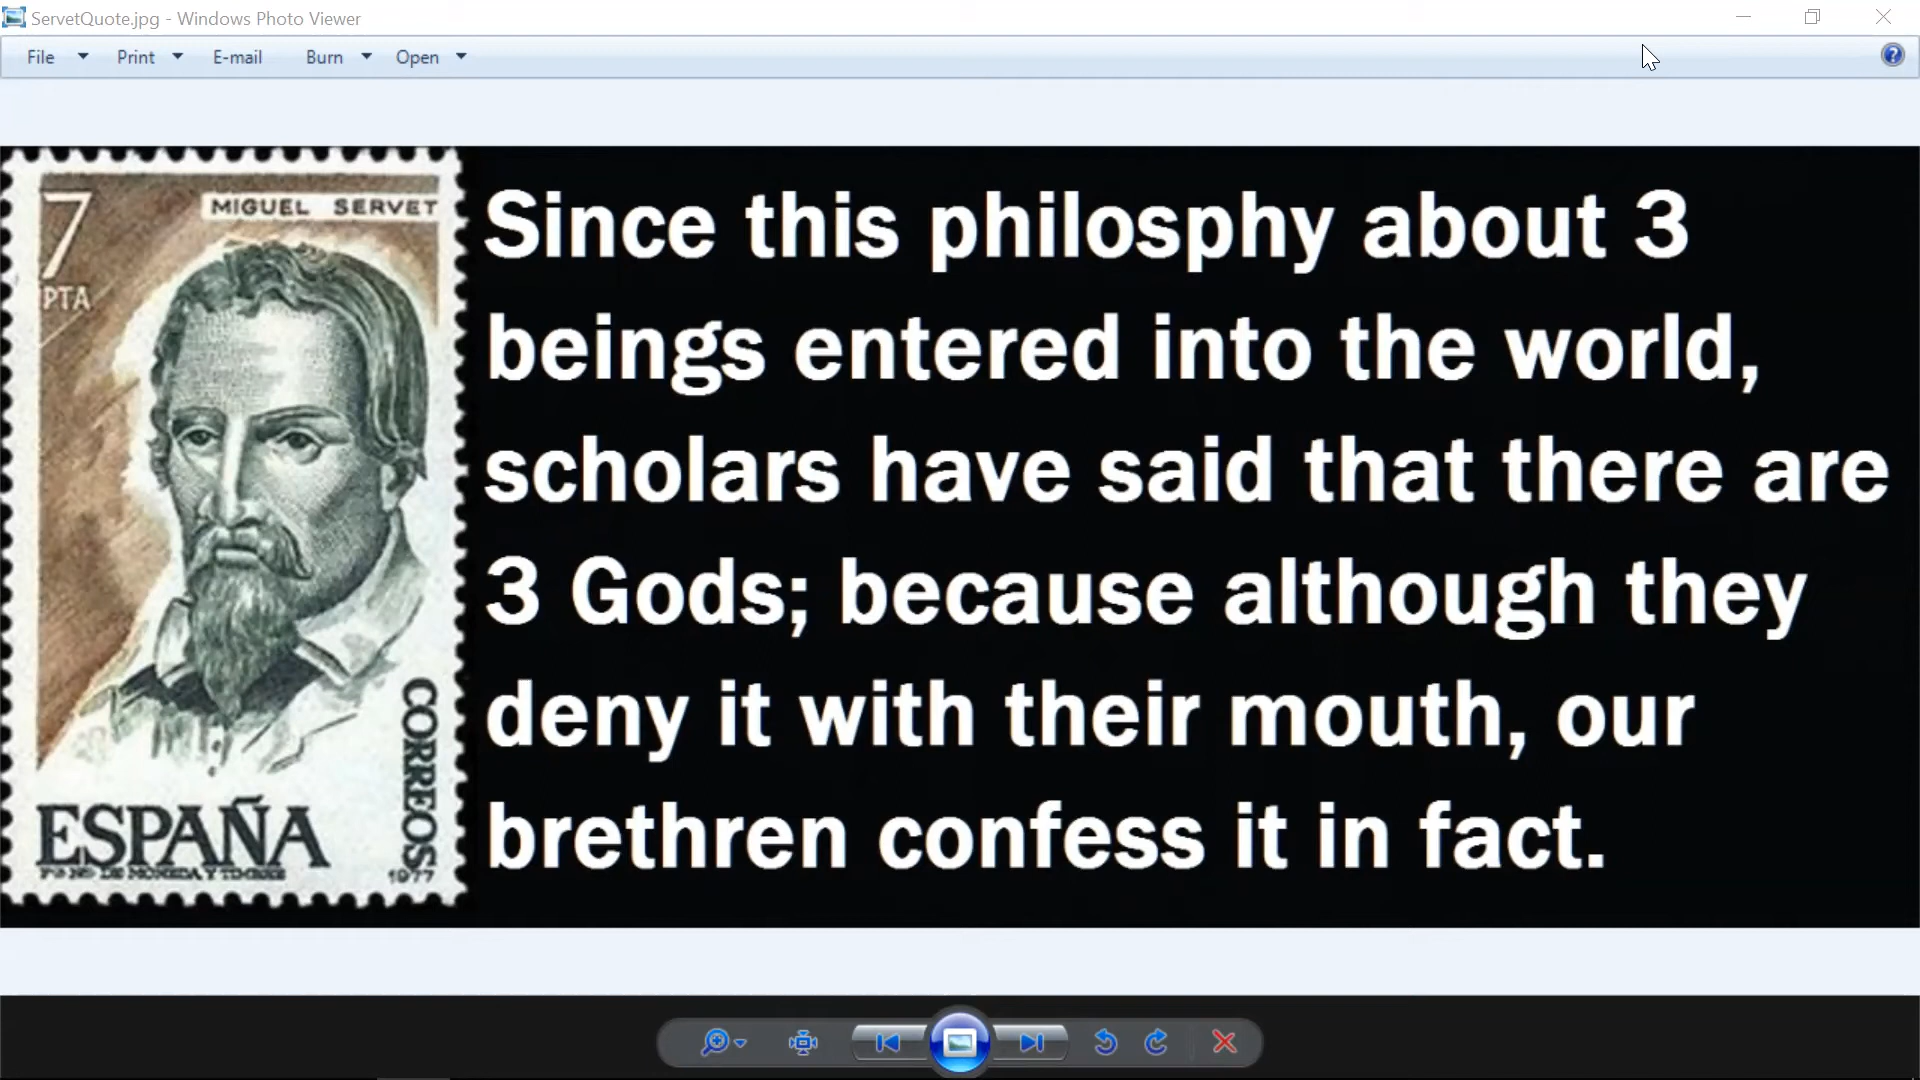 ServetQuote.jpg - Windows Photo Viewer
File Print E-mail Burn Open
7
PTA
MIGUEL SERVET
CORREOS
ESPAÑA
1977
Since this philosphy about 3
beings entered into the world,
scholars have said that there are
3 Gods; because although they
deny it with their mouth, our
brethren confess it in fact.